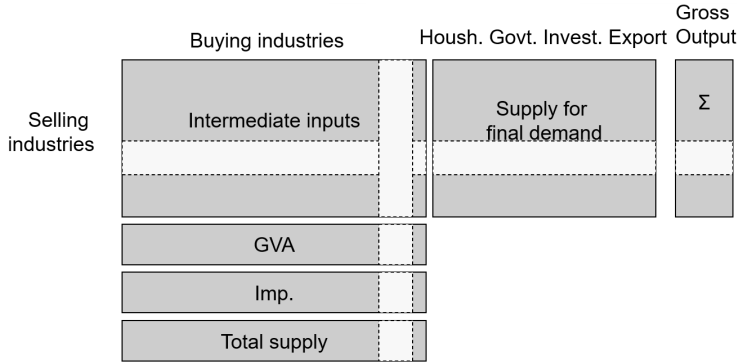 Gross
Buying industries Housh. Govt. Invest. Export Output
Selling
industries
Intermediate inputs
Supply for
final demand
Σ
GVA
Imp.
Total supply